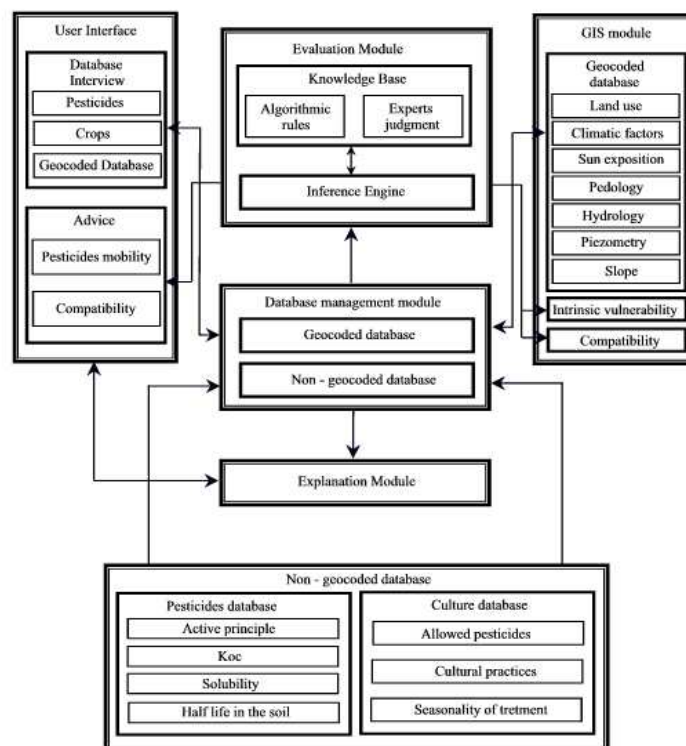 User Interface
Database
Interview
Pesticides
Crops
Geocoded Database
Advice
Pesticides mobility
Compatibility
Evaluation Module
Knowledge Base
Algorithmic
rules
Experts
judgment
Inference Engine
GIS module
Geocoded
database
Land use
Climatic factors
Sun exposition
Pedology
Hydrology
Piezometry
Slope
Intrinsic vulnerability
Compatibility
Database management module
Geocoded database
Non - geocoded database
Explanation Module
Non - geocoded database
Pesticides database
Active principle
Koc
Solubility
Half life in the soil
Culture database
Allowed pesticides
Cultural practices
Seasonality of tretment